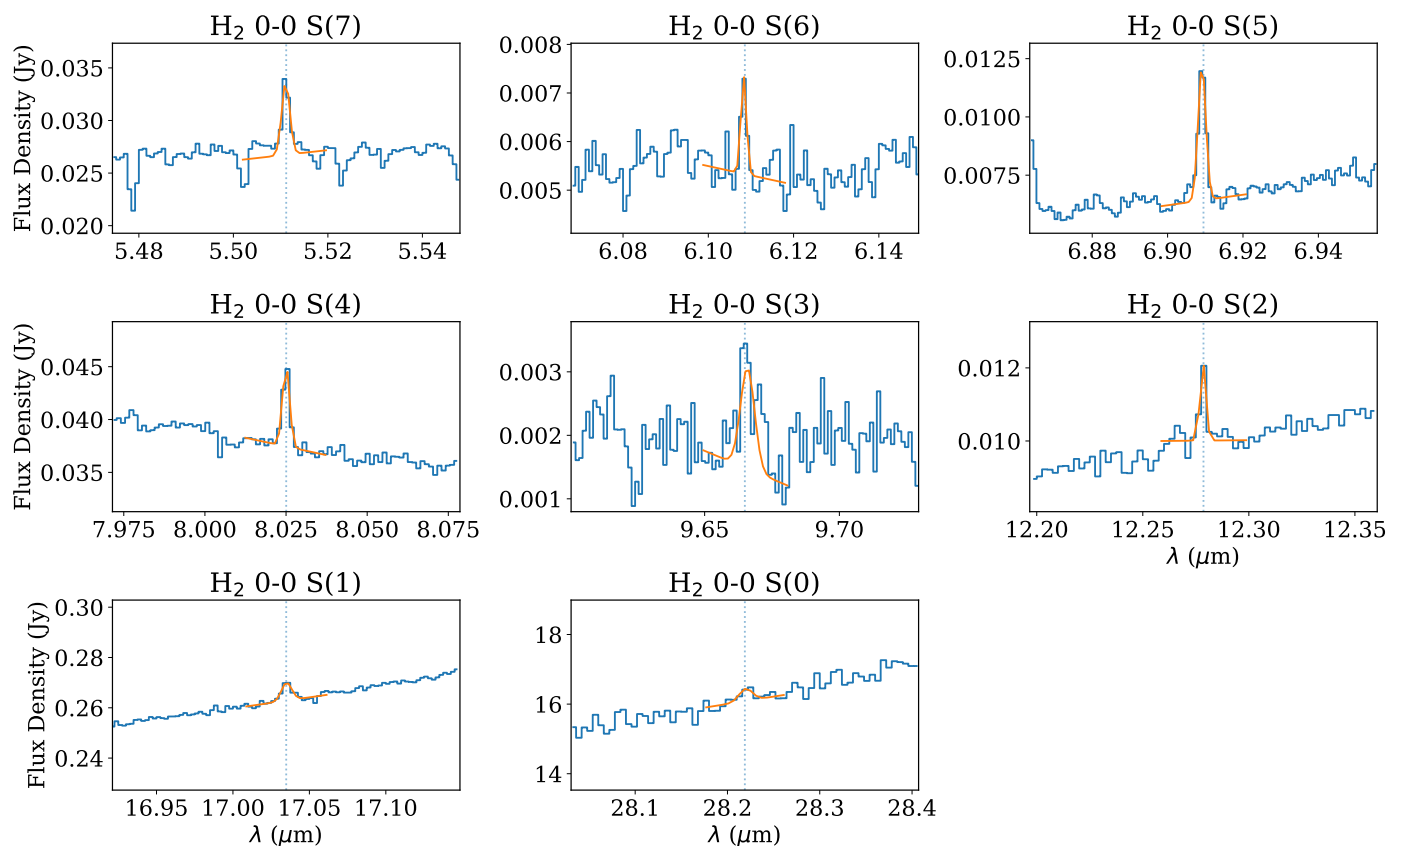 H₂ 0-0 S(7)
Flux Density (Jy)
0.035
0.030
0.025
0.020
5.48 5.50 5.52 5.54
H₂ 0-0 S(6)
0.008
0.007
0.006
0.005
6.08 6.10 6.12 6.14
H₂ 0-0 S(5)
0.0125
0.0100
0.0075
6.88 6.90 6.92 6.94
H₂ 0-0 S(4)
Flux Density (Jy)
0.045
0.040
0.035
7.975 8.000 8.025 8.050 8.075
H₂ 0-0 S(3)
0.003
0.002
0.001
9.65 9.70
H₂ 0-0 S(2)
0.012
0.010
12.20 12.25 12.30 12.35
λ (μm)
H₂ 0-0 S(1)
Flux Density (Jy)
0.30
0.28
0.26
0.24
16.95 17.00 17.05 17.10
λ (μm)
H₂ 0-0 S(0)
18
16
14
28.1 28.2 28.3 28.4
λ (μm)